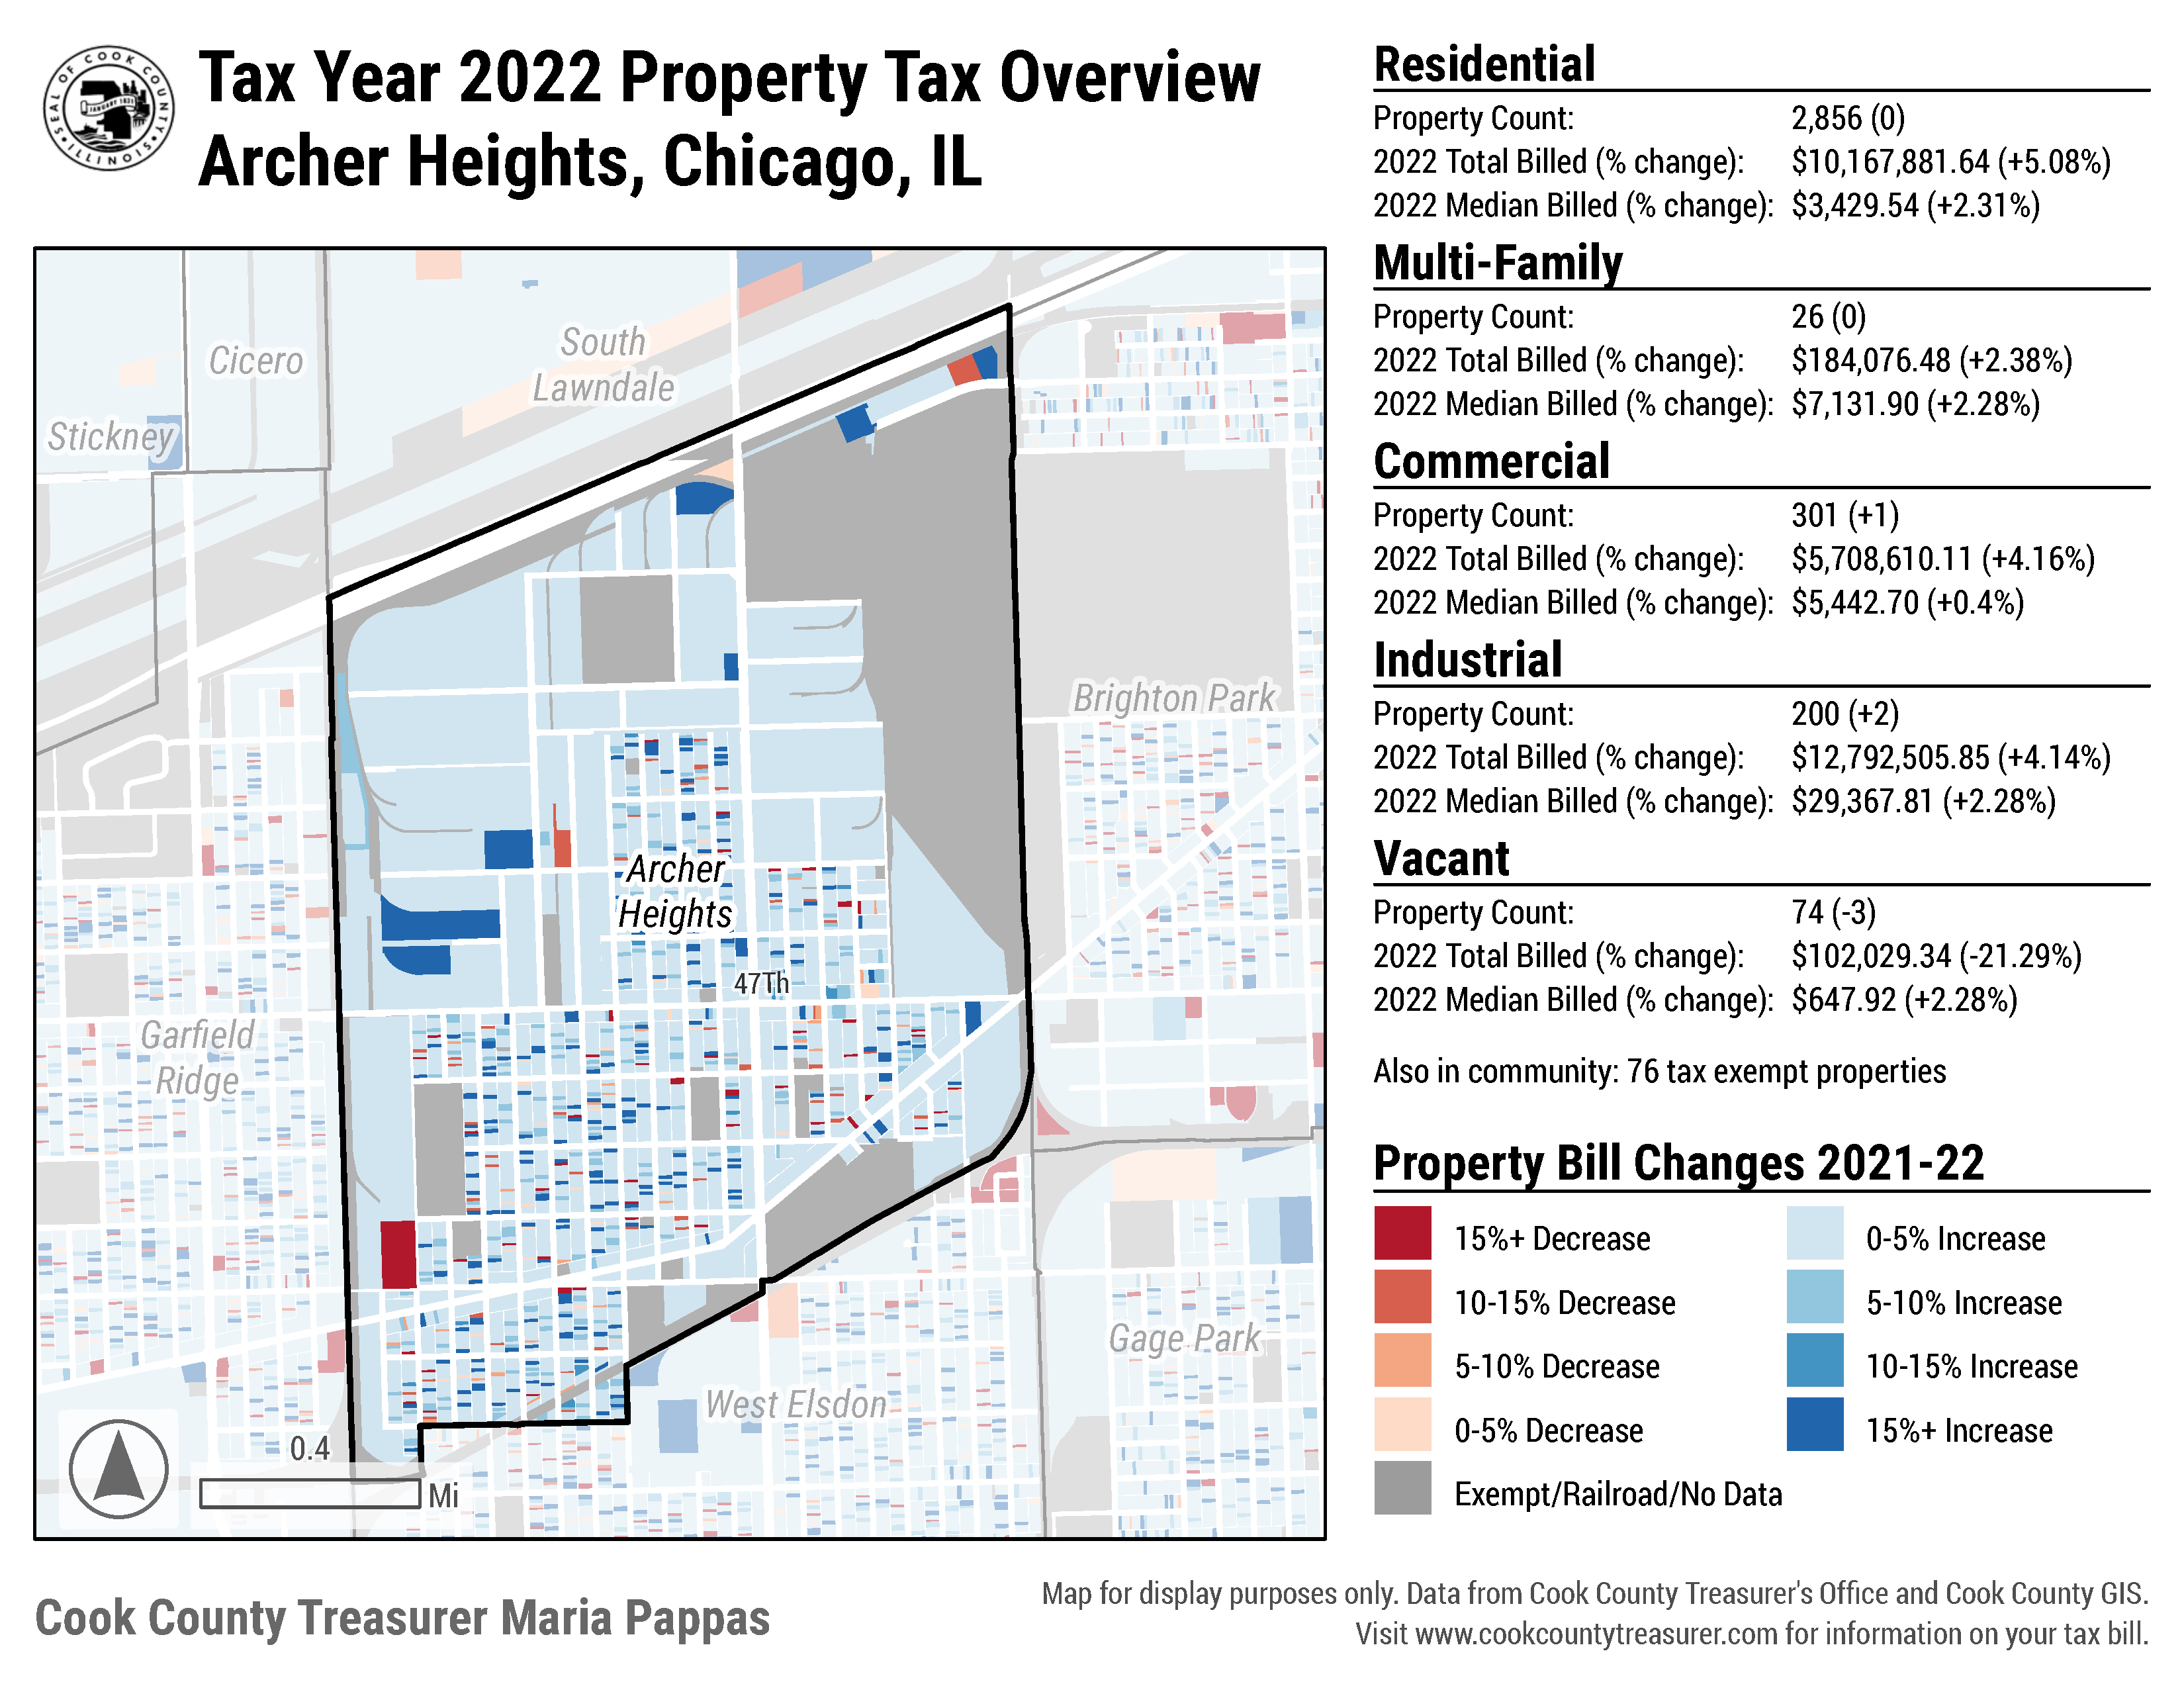 SEAL OF COOK COUNTY
JANUARY 1831
ILLINOIS
Tax Year 2022 Property Tax Overview
Archer Heights, Chicago, IL
Cicero
South
Lawndale
Stickney
Brighton Park
Archer
Heights
47Th
Garfield
Ridge
Gage Park
West Elsdon
0.4
Mi
Residential
Property Count: 2,856 (0)
2022 Total Billed (% change): $10,167,881.64 (+5.08%)
2022 Median Billed (% change): $3,429.54 (+2.31%)
Multi-Family
Property Count: 26 (0)
2022 Total Billed (% change): $184,076.48 (+2.38%)
2022 Median Billed (% change): $7,131.90 (+2.28%)
Commercial
Property Count: 301 (+1)
2022 Total Billed (% change): $5,708,610.11 (+4.16%)
2022 Median Billed (% change): $5,442.70 (+0.4%)
Industrial
Property Count: 200 (+2)
2022 Total Billed (% change): $12,792,505.85 (+4.14%)
2022 Median Billed (% change): $29,367.81 (+2.28%)
Vacant
Property Count: 74 (-3)
2022 Total Billed (% change): $102,029.34 (-21.29%)
2022 Median Billed (% change): $647.92 (+2.28%)
Also in community: 76 tax exempt properties
Property Bill Changes 2021-22
15%+ Decrease
10-15% Decrease
5-10% Decrease
0-5% Decrease
Exempt/Railroad/No Data
0-5% Increase
5-10% Increase
10-15% Increase
15%+ Increase
Cook County Treasurer Maria Pappas
Map for display purposes only. Data from Cook County Treasurer's Office and Cook County GIS.
Visit www.cookcountytreasurer.com for information on your tax bill.